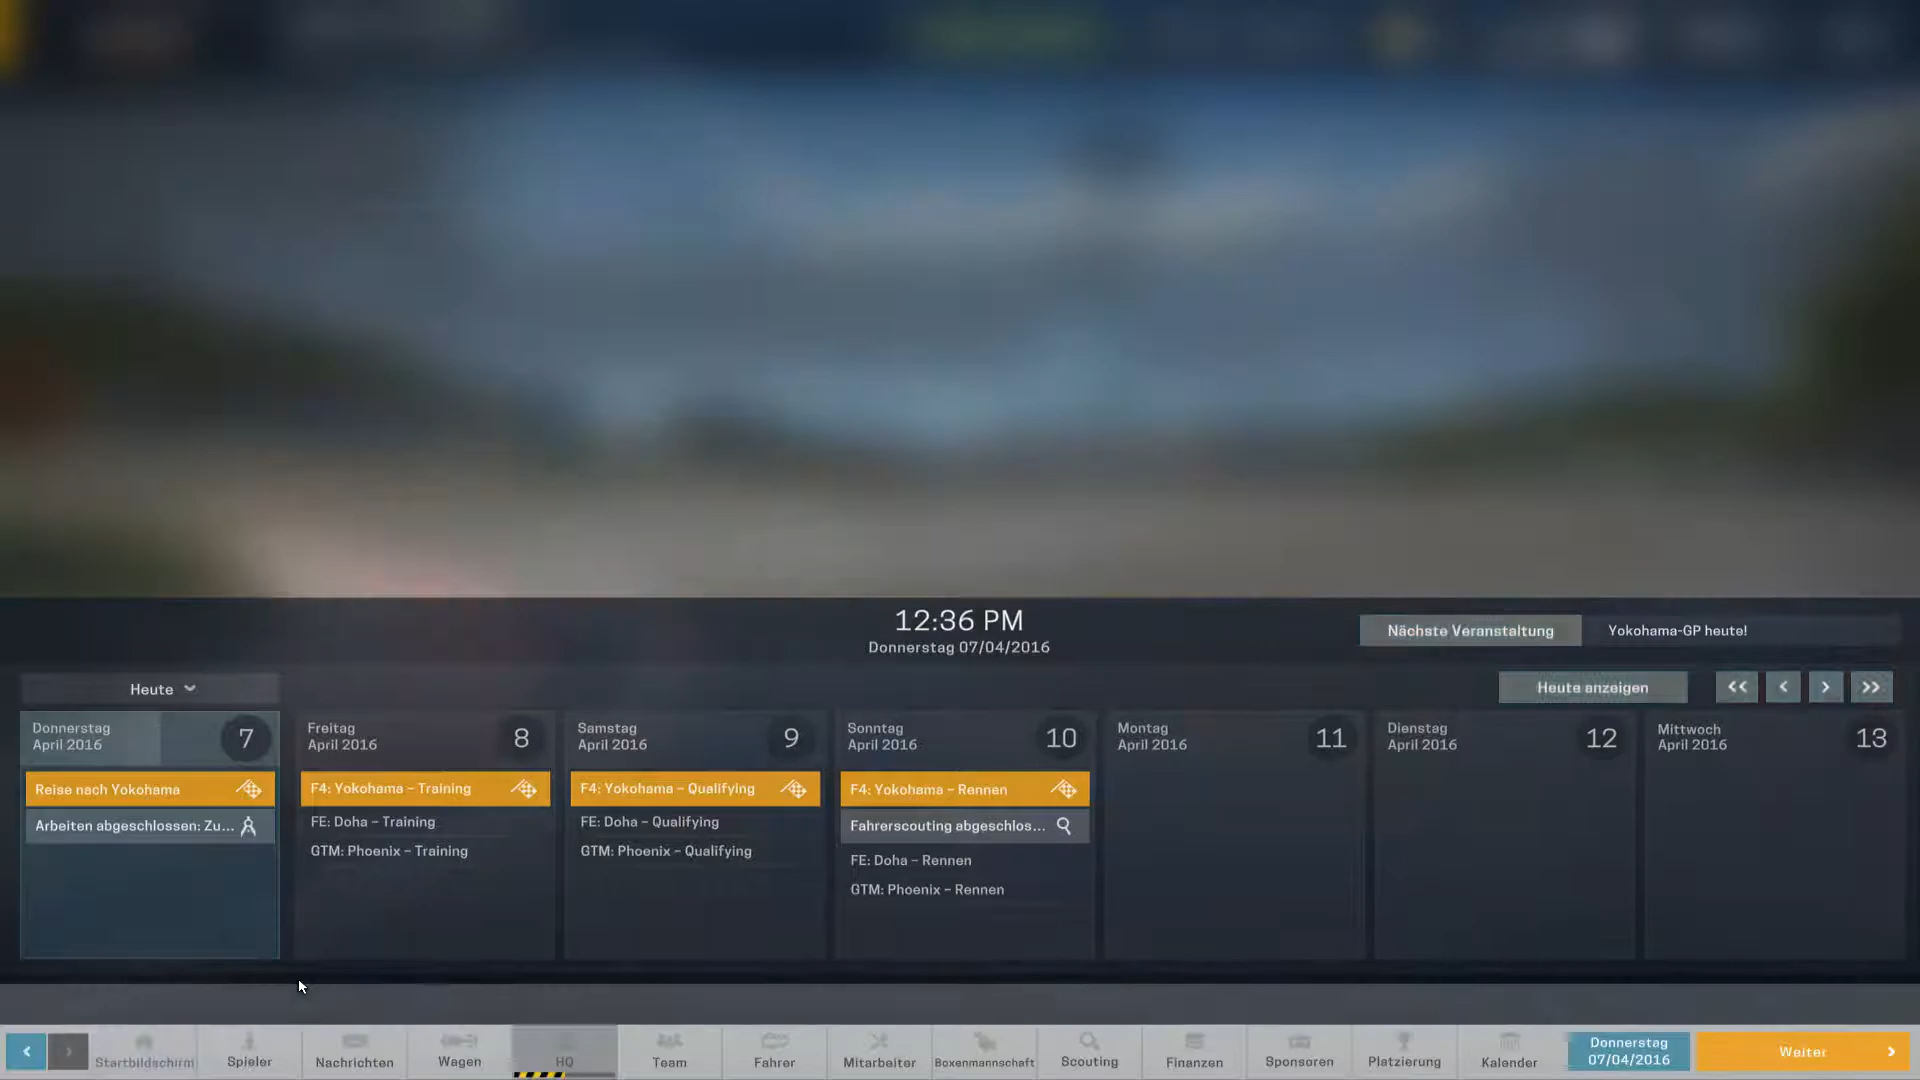 12:36 PM
Donnerstag 07/04/2016
Nächste Veranstaltung
Yokohama-GP heute!
Heute
Heute anzeigen
Donnerstag
April 2016
7
Reise nach Yokohama
Arbeiten abgeschlossen: Zu...
Freitag
April 2016
8
F4: Yokohama – Training
FE: Doha – Training
GTM: Phoenix – Training
Samstag
April 2016
9
F4: Yokohama – Qualifying
FE: Doha – Qualifying
GTM: Phoenix – Qualifying
Sonntag
April 2016
10
F4: Yokohama – Rennen
Fahrerscouting abgeschlos...
FE: Doha – Rennen
GTM: Phoenix – Rennen
Montag
April 2016
11
Dienstag
April 2016
12
Mittwoch
April 2016
13
Startbildschirm
Spieler
Nachrichten
Wagen
HQ
Team
Fahrer
Mitarbeiter
Boxenmannschaft
Scouting
Finanzen
Sponsoren
Platzierung
Kalender
Donnerstag
07/04/2016
Weiter